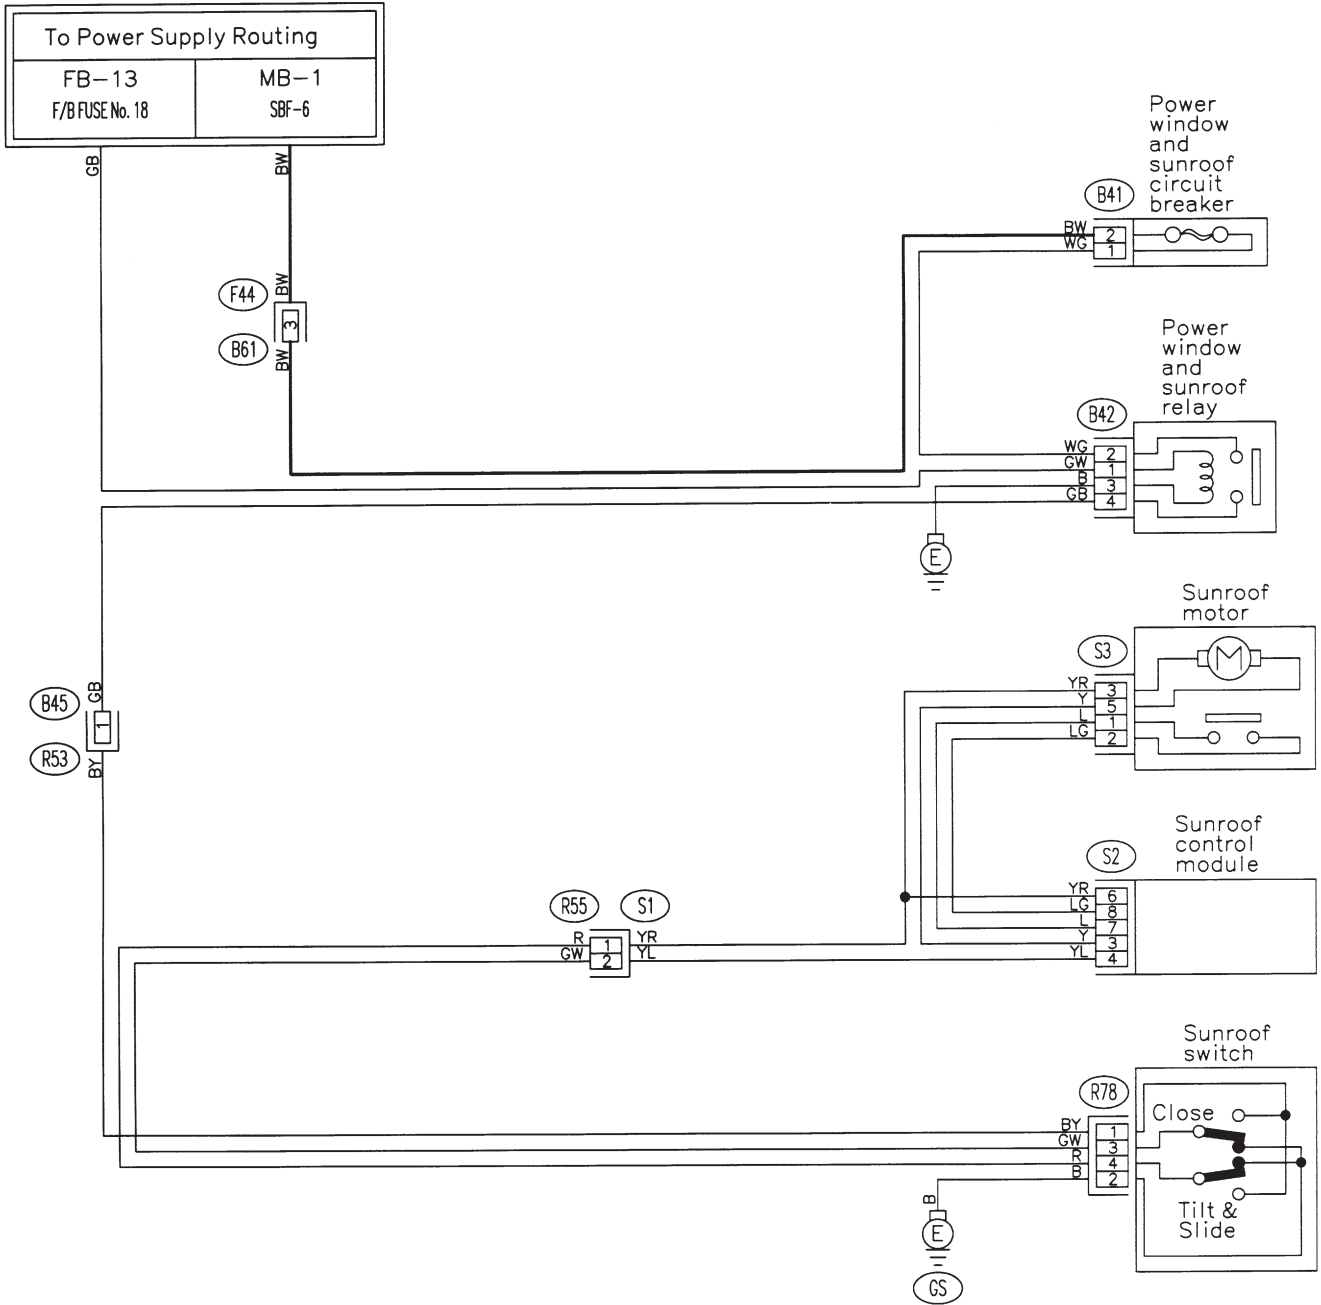 To Power Supply Routing
FB-13
MB-1
F/B FUSE No. 18
SBF-6
GB
BW
Power
window
and
sunroof
circuit
breaker
B41
BW
2
WG
1
F44
BW
3
B61
BW
Power
window
and
sunroof
relay
B42
WG
2
GW
1
B
3
GB
4
E
Sunroof
motor
S3
M
YR
3
Y
5
L
1
LG
2
B45
GB
1
R53
BY
Sunroof
control
module
S2
YR
6
LG
8
L
7
Y
3
YL
4
R55
S1
R
1
YR
GW
2
YL
Sunroof
switch
R78
Close
BY
1
GW
3
R
4
B
2
Tilt &
Slide
B
E
GS